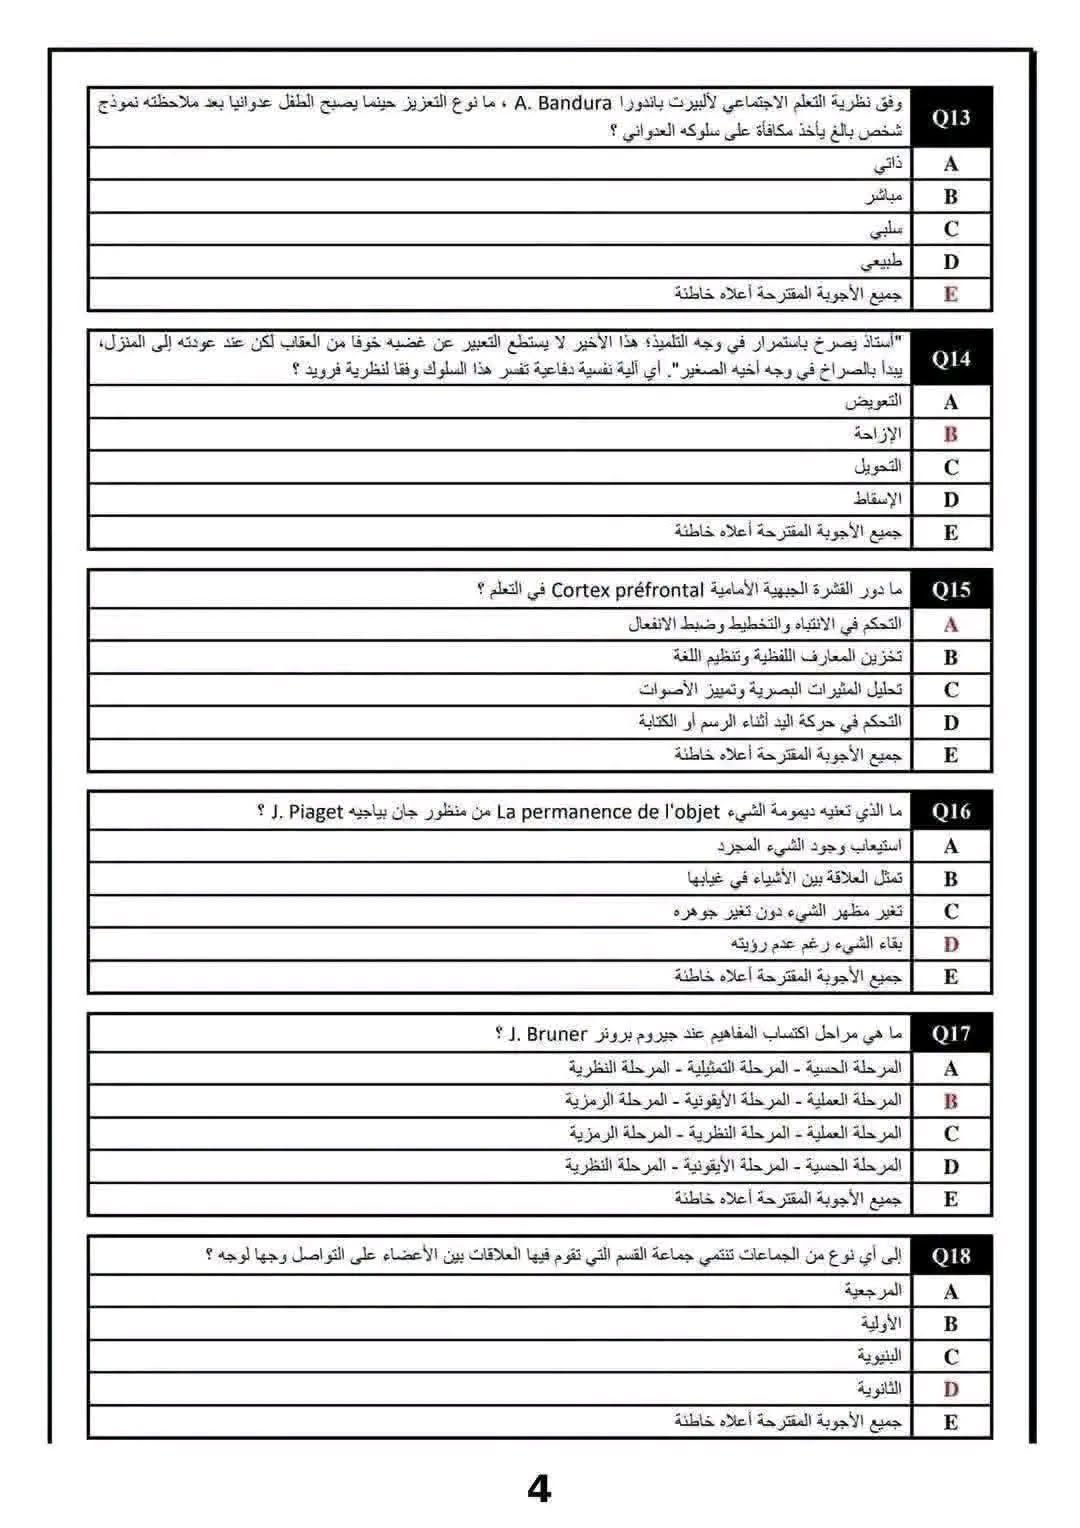 Q13 وفق نظرية التعلم الاجتماعي لألبيرت باندورا A. Bandura ، ما نوع التعزيز حينما يصبح الطفل عدوانيا بعد ملاحظته نموذج
شخص بالغ يأخذ مكافأة على سلوكه العدواني ؟
A ذاتي
B مباشر
C سلبي
D طبيعي
E جميع الأجوبة المقترحة أعلاه خاطئة
Q14 "أستاذ يصرخ باستمرار في وجه التلميذ؛ هذا الأخير لا يستطع التعبير عن غضبه خوفا من العقاب لكن عند عودته إلى المنزل،
يبدأ بالصراخ في وجه أخيه الصغير". أي آلية نفسية دفاعية تفسر هذا السلوك وفقا لنظرية فرويد ؟
A التعويض
B الإزاحة
C التحويل
D الإسقاط
E جميع الأجوبة المقترحة أعلاه خاطئة
Q15 ما دور القشرة الجبهية الأمامية Cortex préfrontal في التعلم ؟
A التحكم في الانتباه والتخطيط وضبط الانفعال
B تخزين المعارف اللفظية وتنظيم اللغة
C تحليل المثيرات البصرية وتمييز الأصوات
D التحكم في حركة اليد أثناء الرسم أو الكتابة
E جميع الأجوبة المقترحة أعلاه خاطئة
Q16 ما الذي تعنيه ديمومة الشيء La permanence de l'objet من منظور جان بياجيه J. Piaget ؟
A استيعاب وجود الشيء المجرد
B تمثل العلاقة بين الأشياء في غيابها
C تغير مظهر الشيء دون تغير جوهره
D بقاء الشيء رغم عدم رؤيته
E جميع الأجوبة المقترحة أعلاه خاطئة
Q17 ما هي مراحل اكتساب المفاهيم عند جيروم برونر J. Bruner ؟
A المرحلة الحسية - المرحلة التمثيلية - المرحلة النظرية
B المرحلة العملية - المرحلة الأيقونية - المرحلة الرمزية
C المرحلة العملية - المرحلة النظرية - المرحلة الرمزية
D المرحلة الحسية - المرحلة الأيقونية - المرحلة النظرية
E جميع الأجوبة المقترحة أعلاه خاطئة
Q18 إلى أي نوع من الجماعات تنتمي جماعة القسم التي تقوم فيها العلاقات بين الأعضاء على التواصل وجها لوجه ؟
A المرجعية
B الأولية
C البنيوية
D الثانوية
E جميع الأجوبة المقترحة أعلاه خاطئة
4